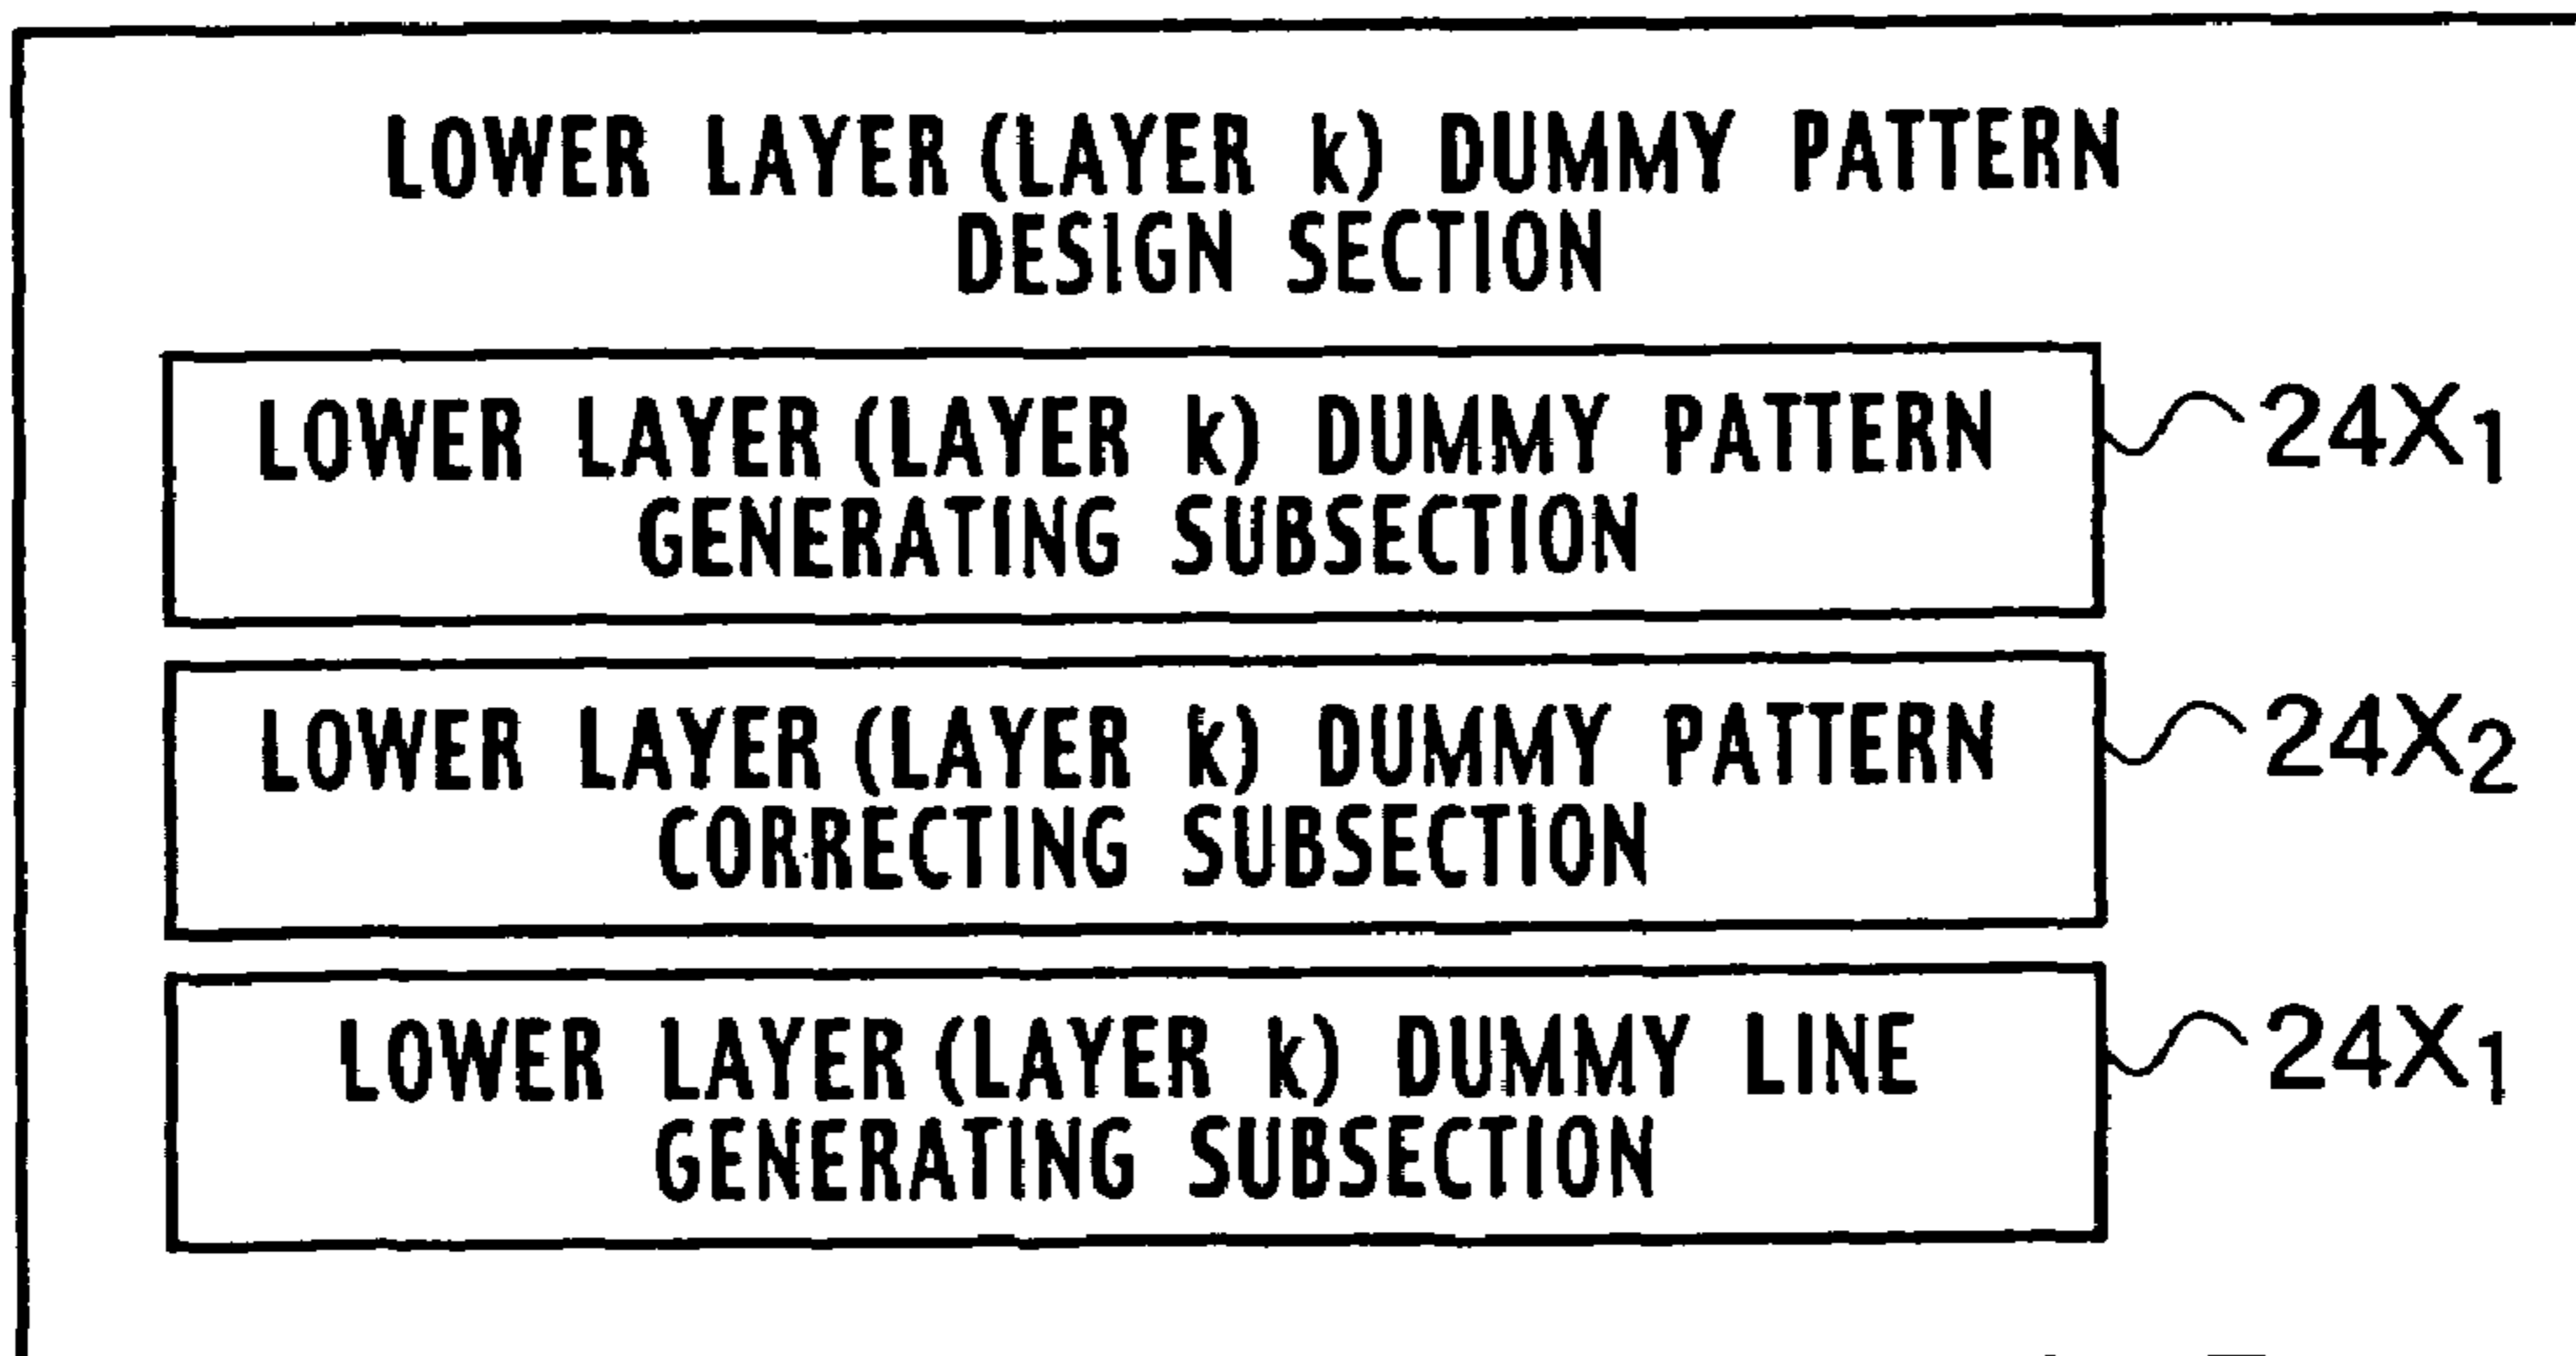 LOWER LAYER (LAYER k) DUMMY PATTERN
DESIGN SECTION
LOWER LAYER (LAYER k) DUMMY PATTERN
GENERATING SUBSECTION
24X₁
LOWER LAYER (LAYER k) DUMMY PATTERN
CORRECTING SUBSECTION
24X₂
LOWER LAYER (LAYER k) DUMMY LINE
GENERATING SUBSECTION
24X₁